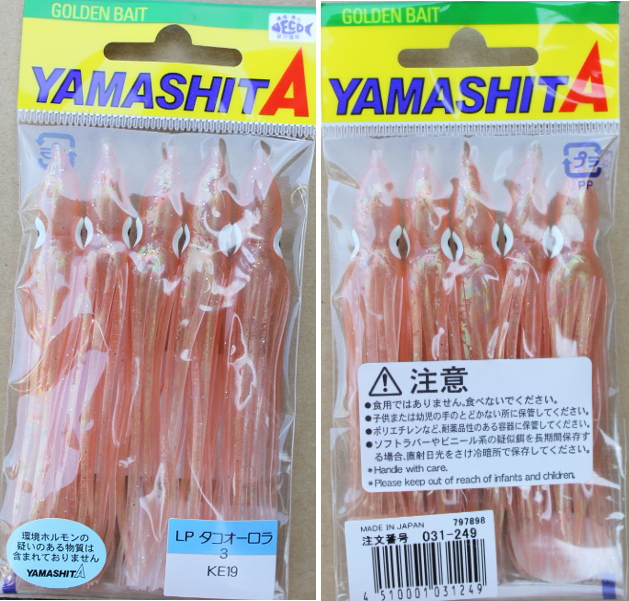 GOLDEN BAIT
ECO
YAMASHITA
環境ホルモンの
疑いのある物質は
含まれておりません
YAMASHITA
LP タコオーロラ
3
KE19
GOLDEN BAIT
YAMASHITA
プラ
PP
注意
●食用ではありません。食べないでください。
●子供または幼児の手のとどかない所に保管してください。
●ポリエチレンなど、耐薬品性のある容器に保管してください。
●ソフトラバーやビニール系の疑似餌を長期間保存す
る場合、直射日光をさけ冷暗所で保存してください。
*Handle with care.
*Please keep out of reach of infants and children.
MADE IN JAPAN 797898
注文番号 031-249
4 510001 031249